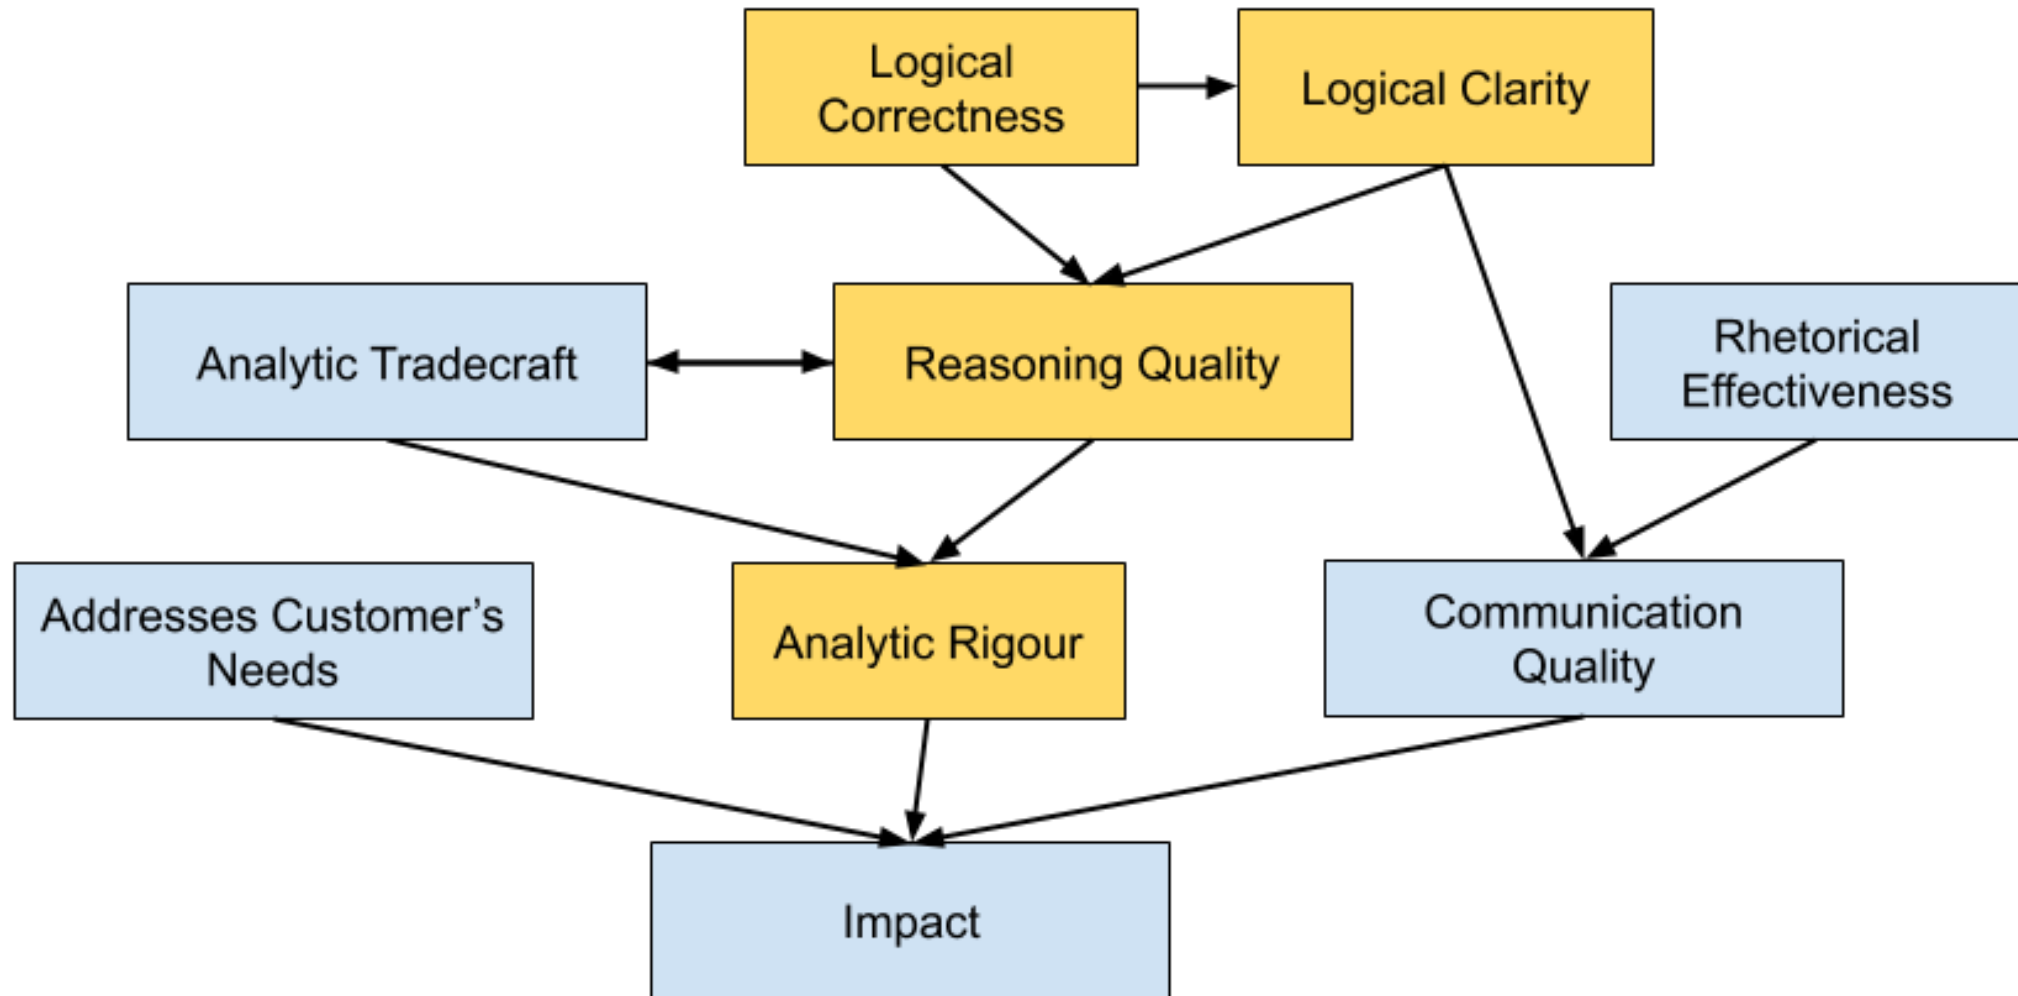 Logical
Correctness
Logical Clarity
Analytic Tradecraft
Reasoning Quality
Rhetorical
Effectiveness
Addresses Customer’s
Needs
Analytic Rigour
Communication
Quality
Impact